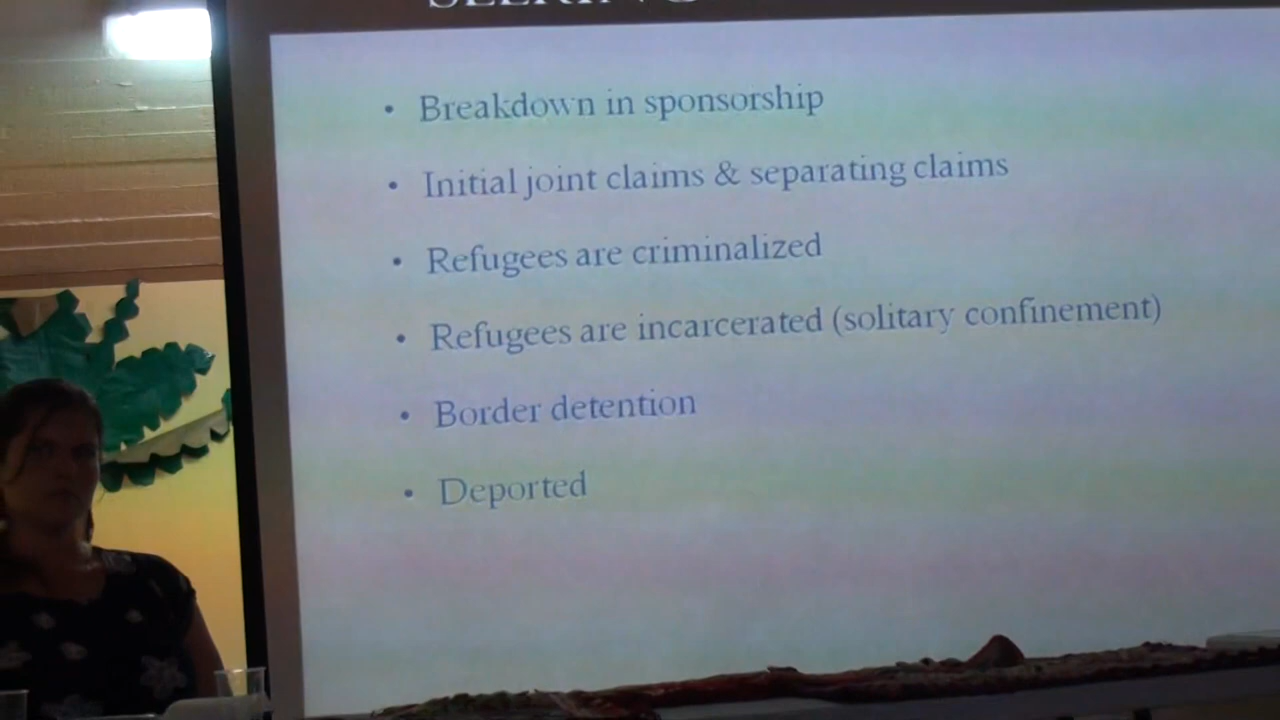 SEEKING
• Breakdown in sponsorship
• Initial joint claims & separating claims
• Refugees are criminalized
• Refugees are incarcerated (solitary confinement)
• Border detention
• Deported